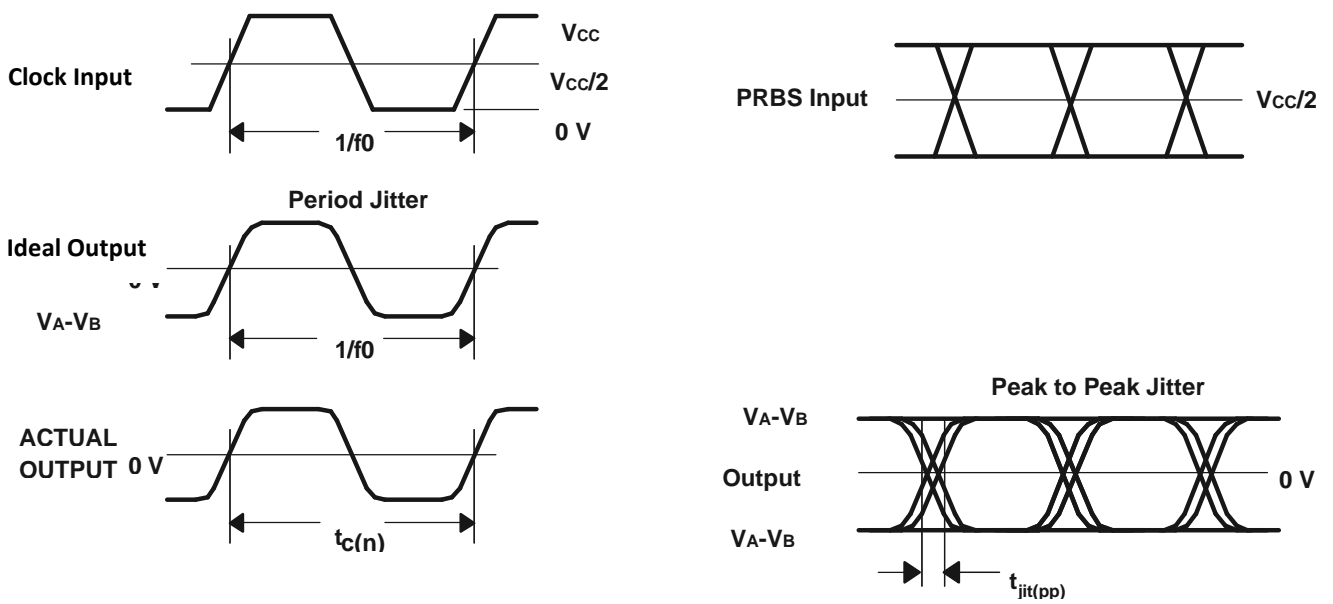 Clock Input
VCC
VCC/2
0 V
1/f0
Period Jitter
Ideal Output
0 V
VA-VB
1/f0
ACTUAL
OUTPUT 0 V
tc(n)
PRBS Input
VCC/2
Peak to Peak Jitter
VA-VB
Output
0 V
VA-VB
tjit(pp)